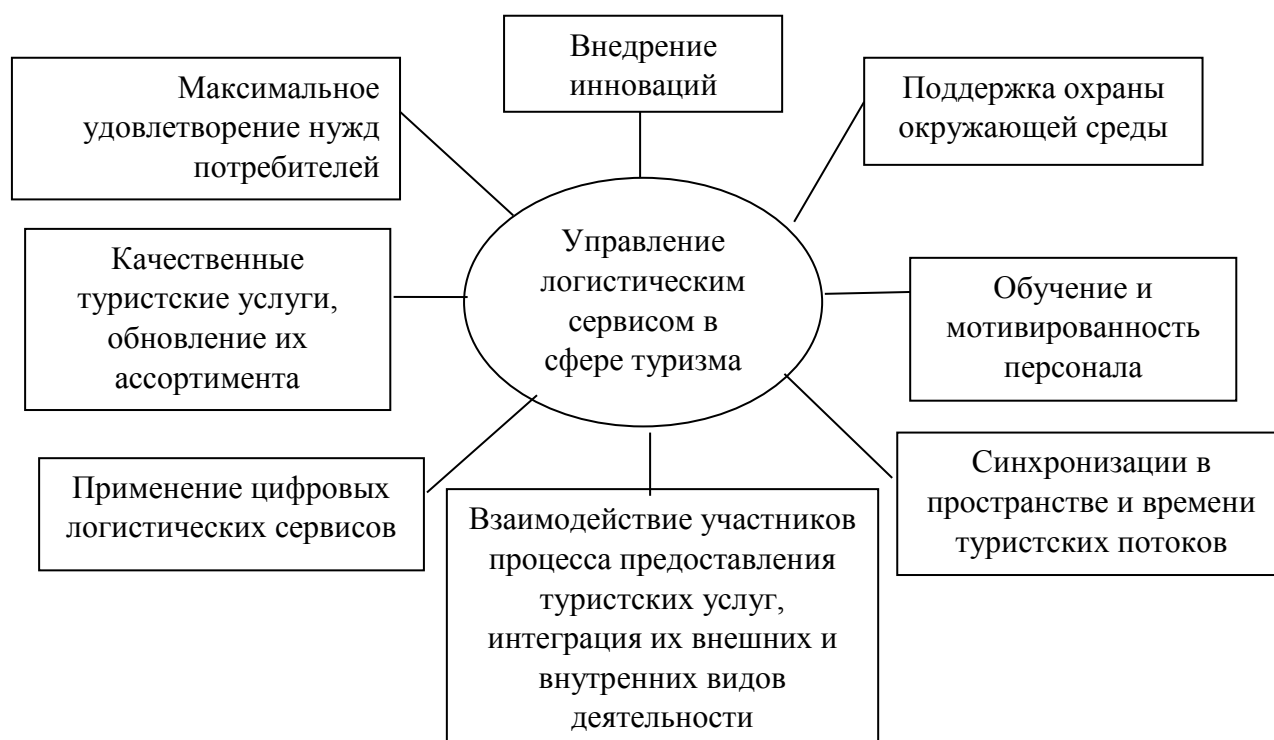 Внедрение
инноваций
Максимальное
удовлетворение нужд
потребителей
Поддержка охраны
окружающей среды
Управление
логистическим
сервисом в
сфере туризма
Качественные
туристские услуги,
обновление их
ассортимента
Обучение и
мотивированность
персонала
Применение цифровых
логистических сервисов
Взаимодействие участников
процесса предоставления
туристских услуг,
интеграция их внешних и
внутренних видов
деятельности
Синхронизации в
пространстве и времени
туристских потоков